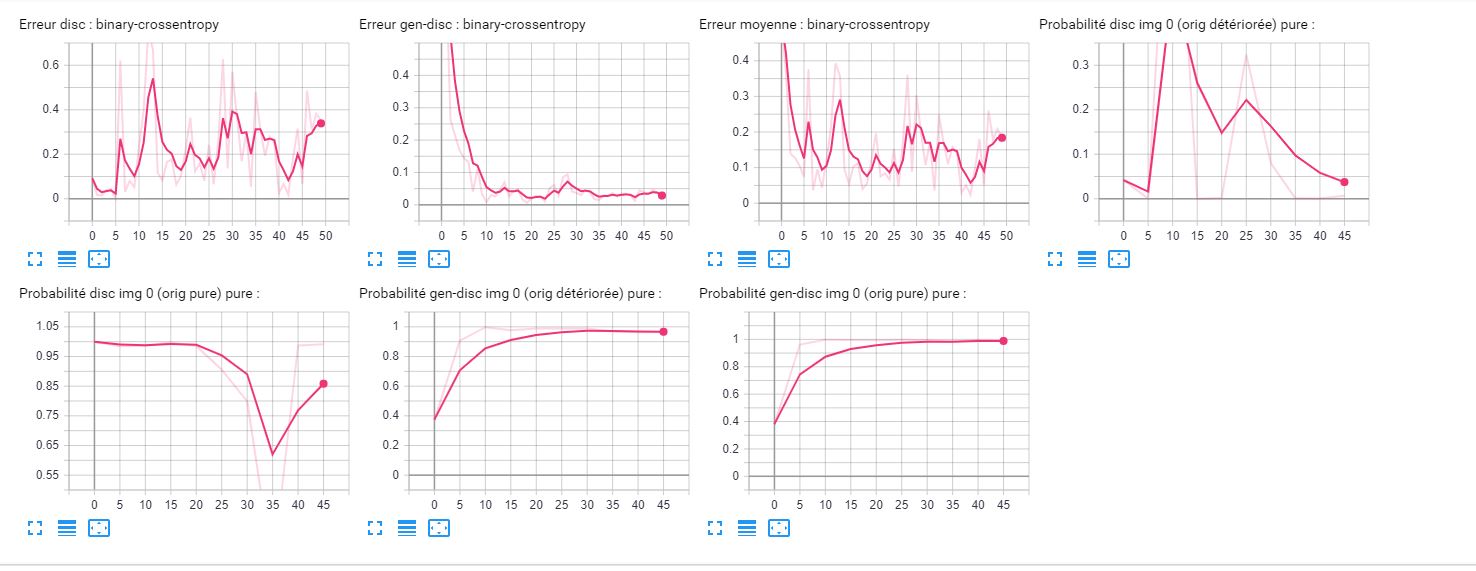 Erreur disc : binary-crossentropy
Erreur gen-disc : binary-crossentropy
Erreur moyenne : binary-crossentropy
Probabilité disc img 0 (orig détériorée) pure :
0.6
0.4
0.2
0
0 5 10 15 20 25 30 35 40 45 50
0.4
0.3
0.2
0.1
0
0 5 10 15 20 25 30 35 40 45 50
0.4
0.3
0.2
0.1
0
0 5 10 15 20 25 30 35 40 45 50
0.3
0.2
0.1
0
0 5 10 15 20 25 30 35 40 45
Probabilité disc img 0 (orig pure) pure :
Probabilité gen-disc img 0 (orig détériorée) pure :
Probabilité gen-disc img 0 (orig pure) pure :
1.05
0.95
0.85
0.75
0.65
0.55
0 5 10 15 20 25 30 35 40 45
1
0.8
0.6
0.4
0.2
0
0 5 10 15 20 25 30 35 40 45
1
0.8
0.6
0.4
0.2
0
0 5 10 15 20 25 30 35 40 45